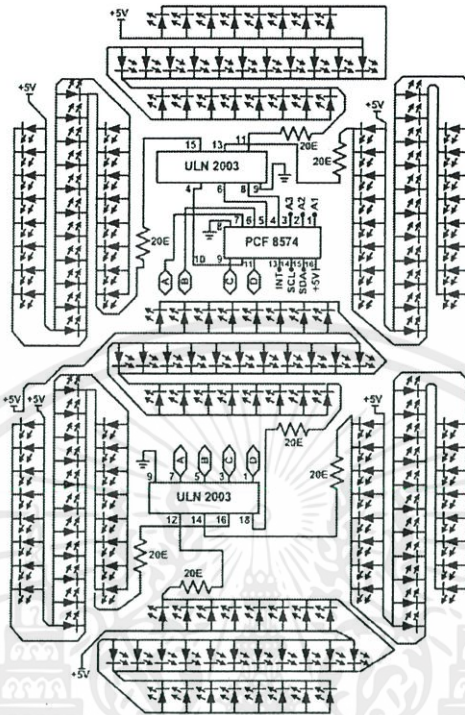 +5V
+5V
+5V
20E
15 13 11
ULN 2003
20E
4 6 8 9
7 6 5 4 3 2 1
A3
A2
A1
8
PCF 8574
20E
10 9 11 13 14 15 16
A
B
C
D
INT
SCL
SDA
+5V
+5V
+5V
+5V
20E
A
B
C
D
9 7 5 3 1
ULN 2003
12 14 16 18
20E
20E
20E
+5V